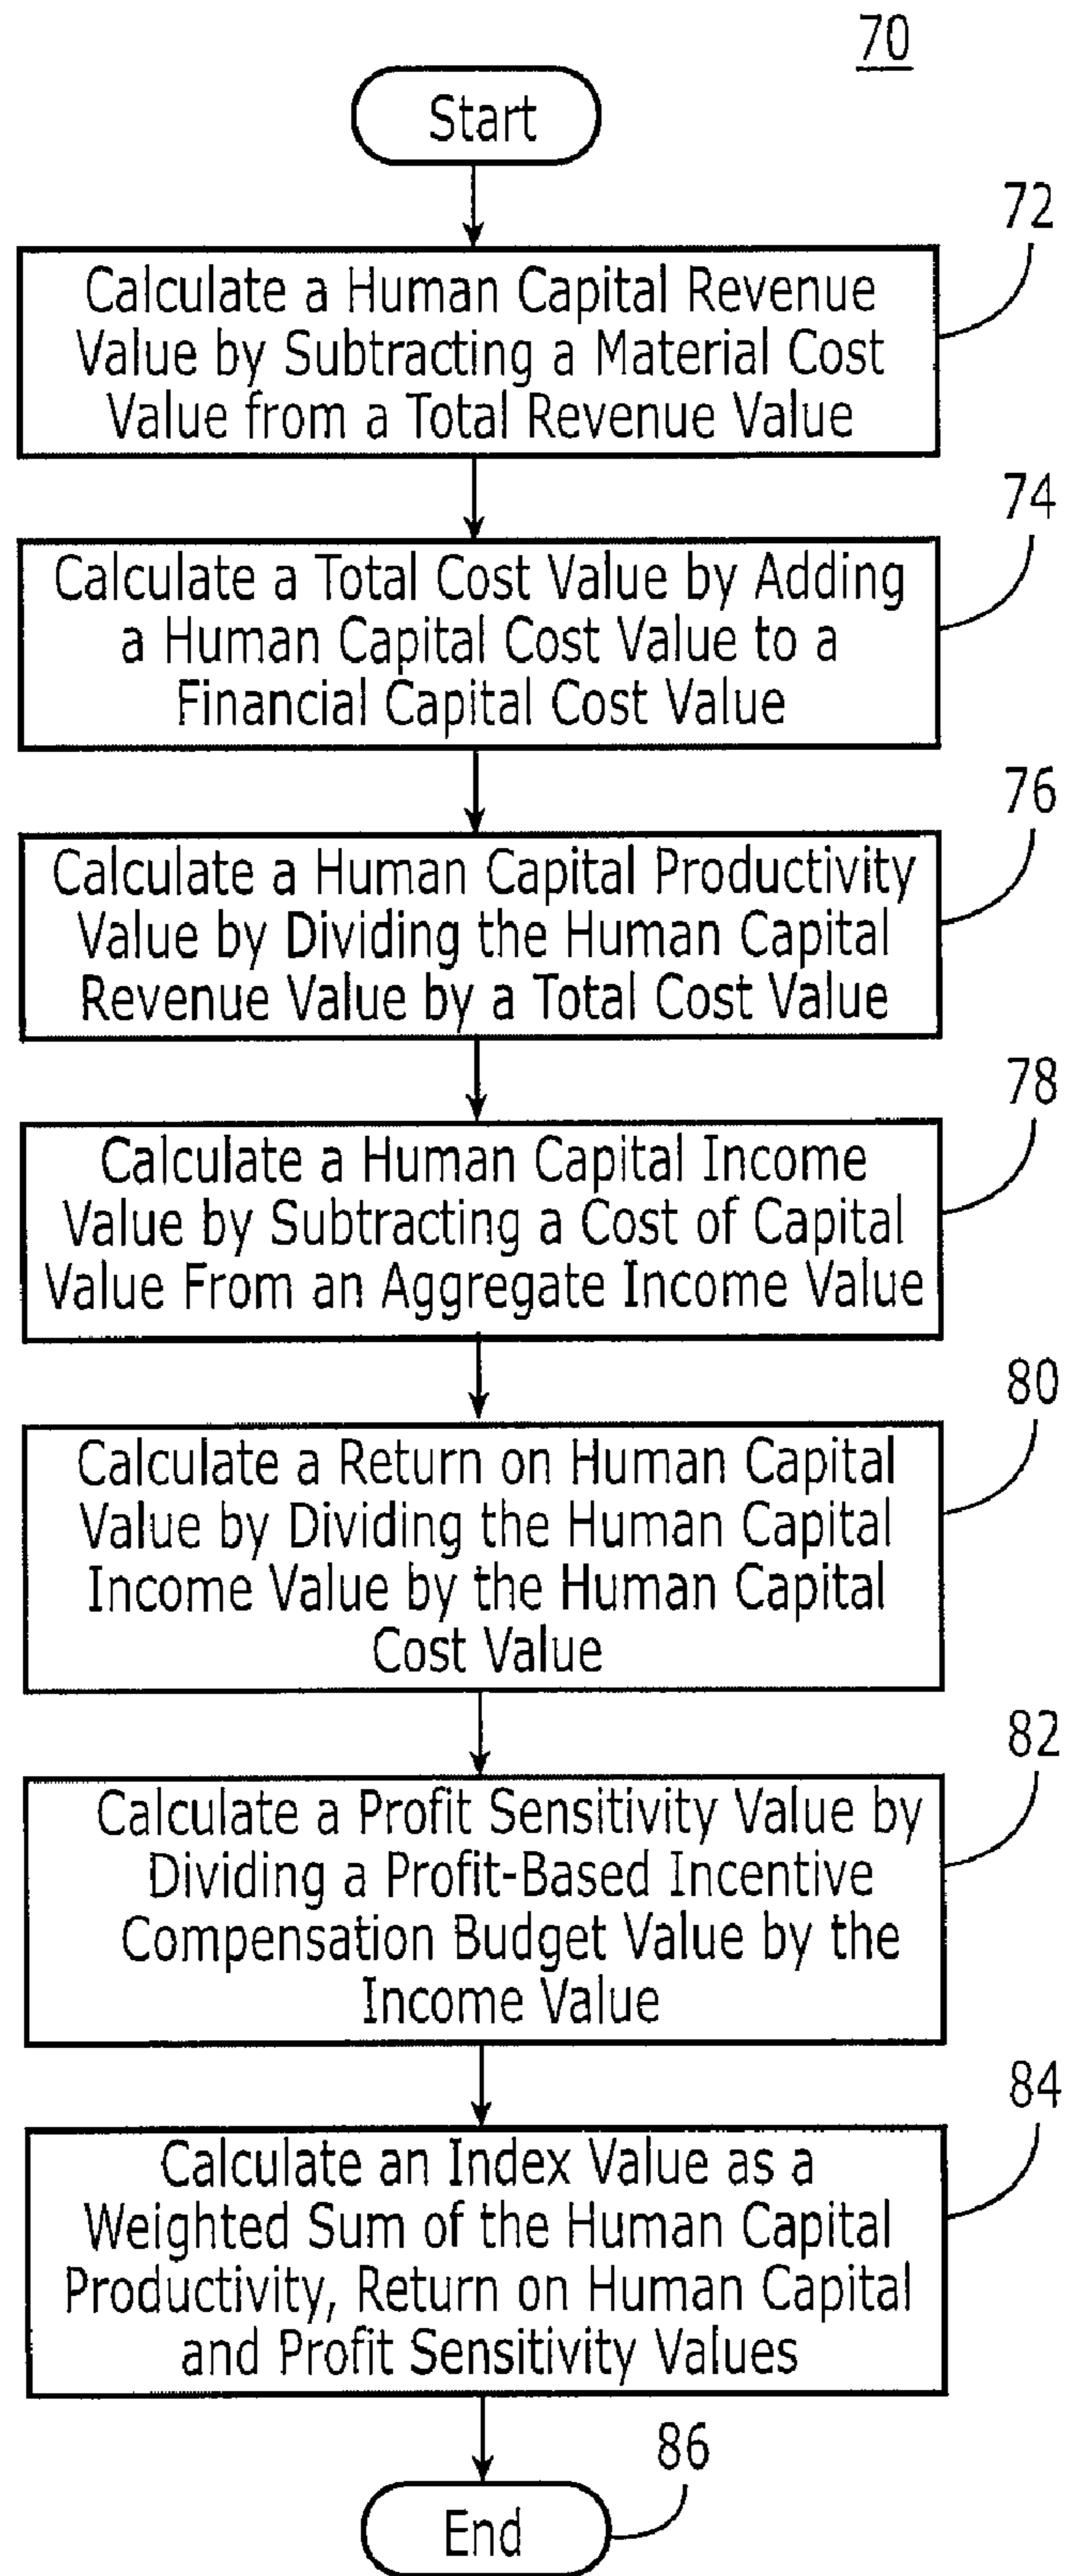 70
Start
72
Calculate a Human Capital Revenue
Value by Subtracting a Material Cost
Value from a Total Revenue Value
74
Calculate a Total Cost Value by Adding
a Human Capital Cost Value to a
Financial Capital Cost Value
76
Calculate a Human Capital Productivity
Value by Dividing the Human Capital
Revenue Value by a Total Cost Value
78
Calculate a Human Capital Income
Value by Subtracting a Cost of Capital
Value From an Aggregate Income Value
80
Calculate a Return on Human Capital
Value by Dividing the Human Capital
Income Value by the Human Capital
Cost Value
82
Calculate a Profit Sensitivity Value by
Dividing a Profit-Based Incentive
Compensation Budget Value by the
Income Value
84
Calculate an Index Value as a
Weighted Sum of the Human Capital
Productivity, Return on Human Capital
and Profit Sensitivity Values
86
End